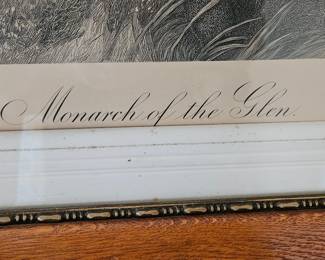 Monarch of the Glen.